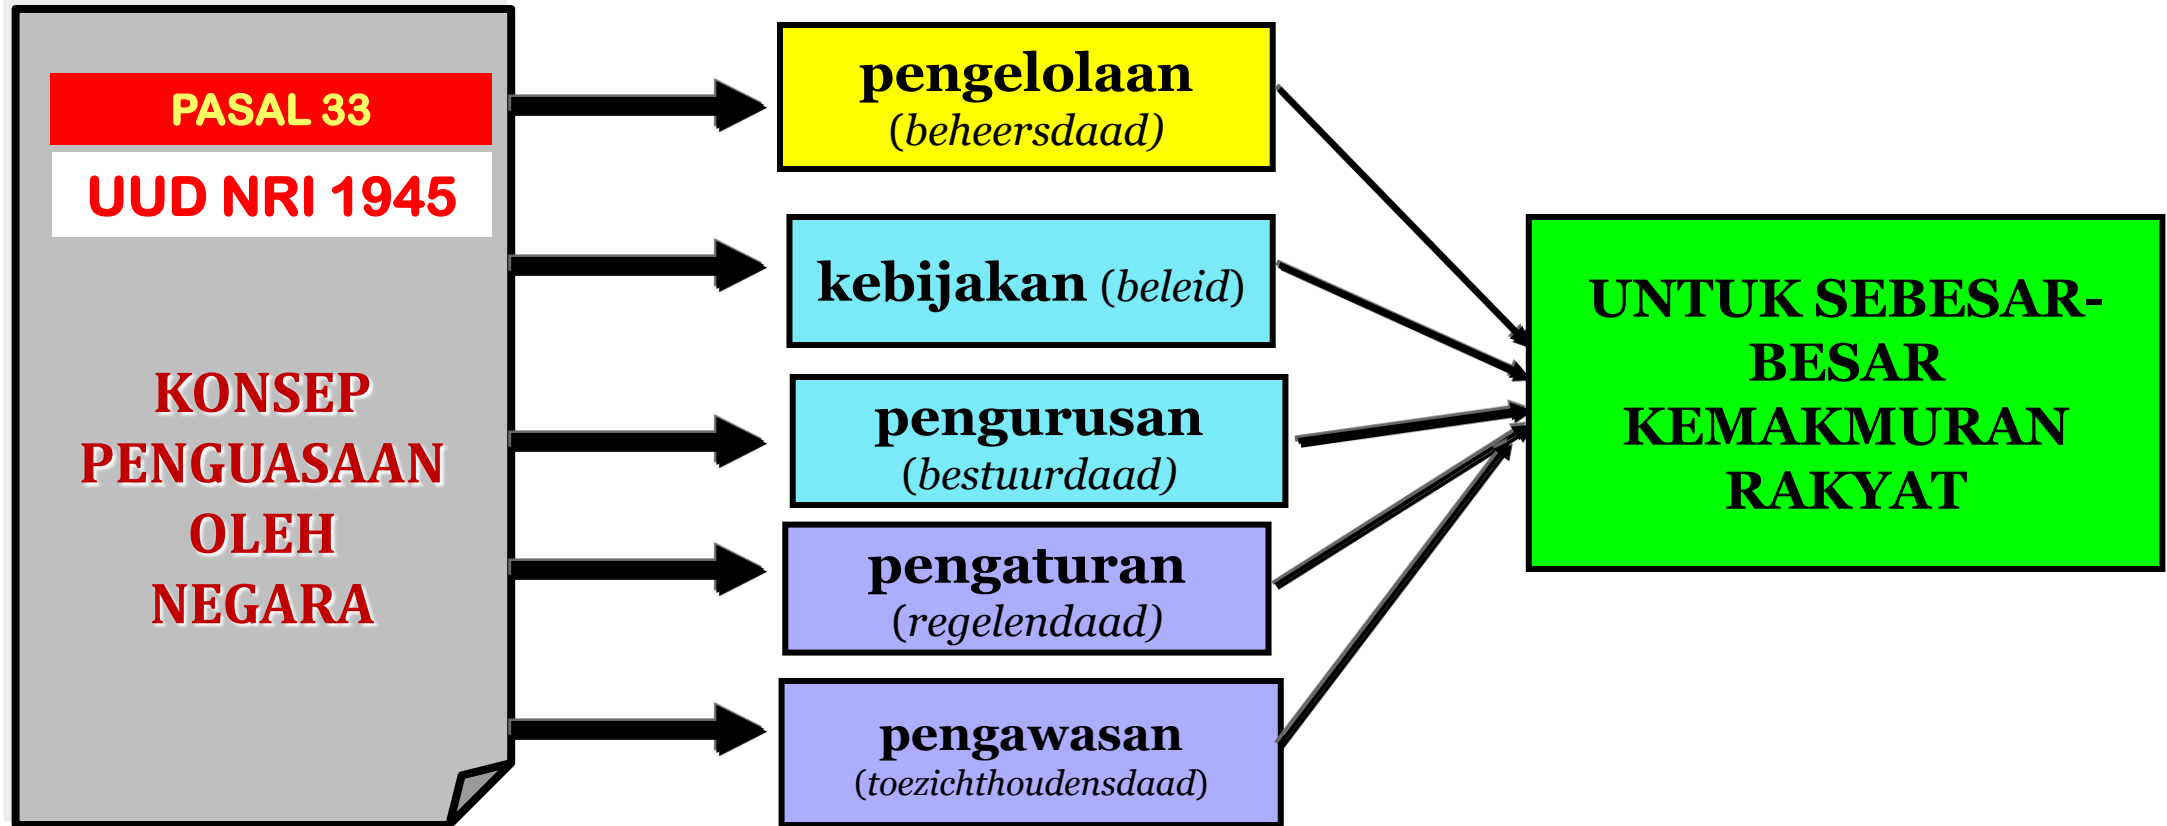 PASAL 33
UUD NRI 1945
KONSEP
PENGUASAAN
OLEH
NEGARA
pengelolaan
(beheersdaad)
kebijakan (beleid)
pengurusan
(bestuurdaad)
pengaturan
(regelendaad)
pengawasan
(toezichthoudensdaad)
UNTUK SEBESAR-
BESAR
KEMAKMURAN
RAKYAT